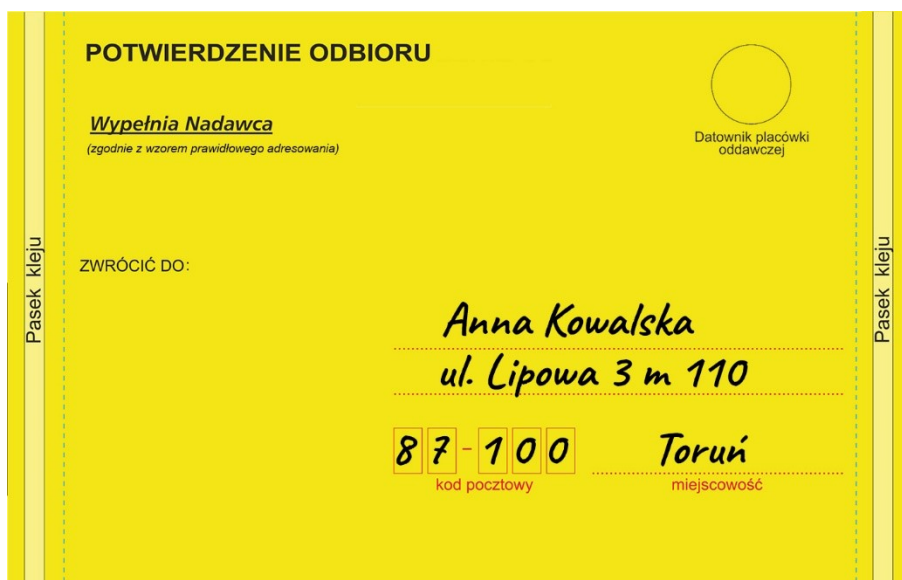 POTWIERDZENIE ODBIORU
Wypełnia Nadawca
(zgodnie z wzorem prawidłowego adresowania)
Datownik placówki
oddawczej
Pasek kleju
ZWRÓCIĆ DO:
Anna Kowalska
ul. Lipowa 3 m 110
87-100 Toruń
kod pocztowy miejscowość
Pasek kleju